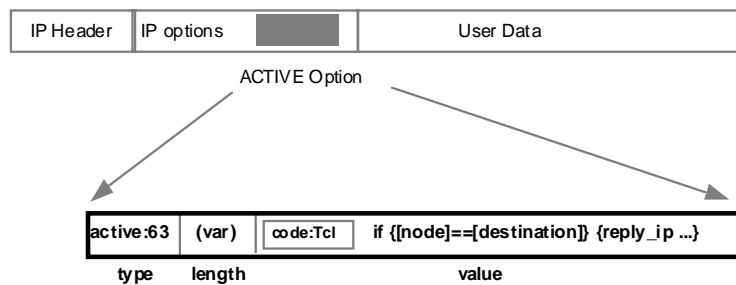 IP Header IP options User Data
ACTIVE Option
active:63 (var) code:Tcl if {[node]==[destination]} {reply_ip ...}
type length value